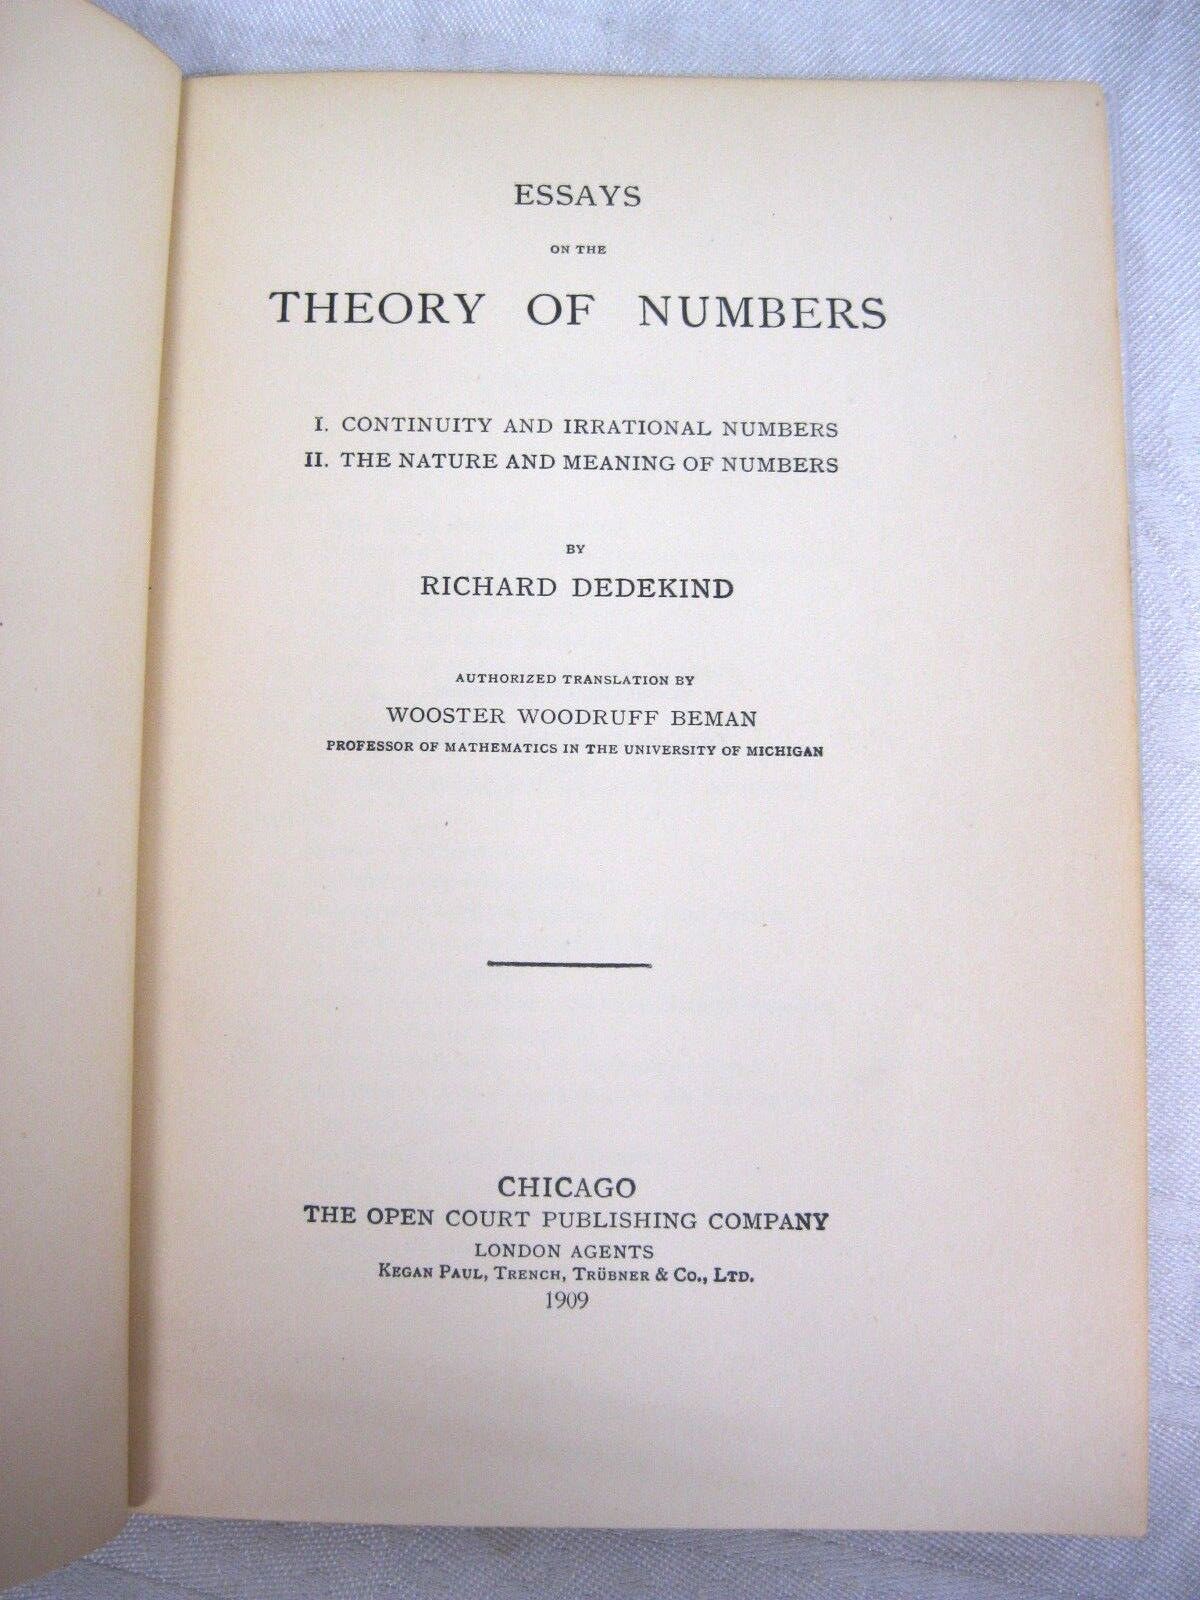 ESSAYS
ON THE
THEORY OF NUMBERS
I. CONTINUITY AND IRRATIONAL NUMBERS
II. THE NATURE AND MEANING OF NUMBERS
BY
RICHARD DEDEKIND
AUTHORIZED TRANSLATION BY
WOOSTER WOODRUFF BEMAN
PROFESSOR OF MATHEMATICS IN THE UNIVERSITY OF MICHIGAN
CHICAGO
THE OPEN COURT PUBLISHING COMPANY
LONDON AGENTS
KEGAN PAUL, TRENCH, TRÜBNER & CO., LTD.
1909